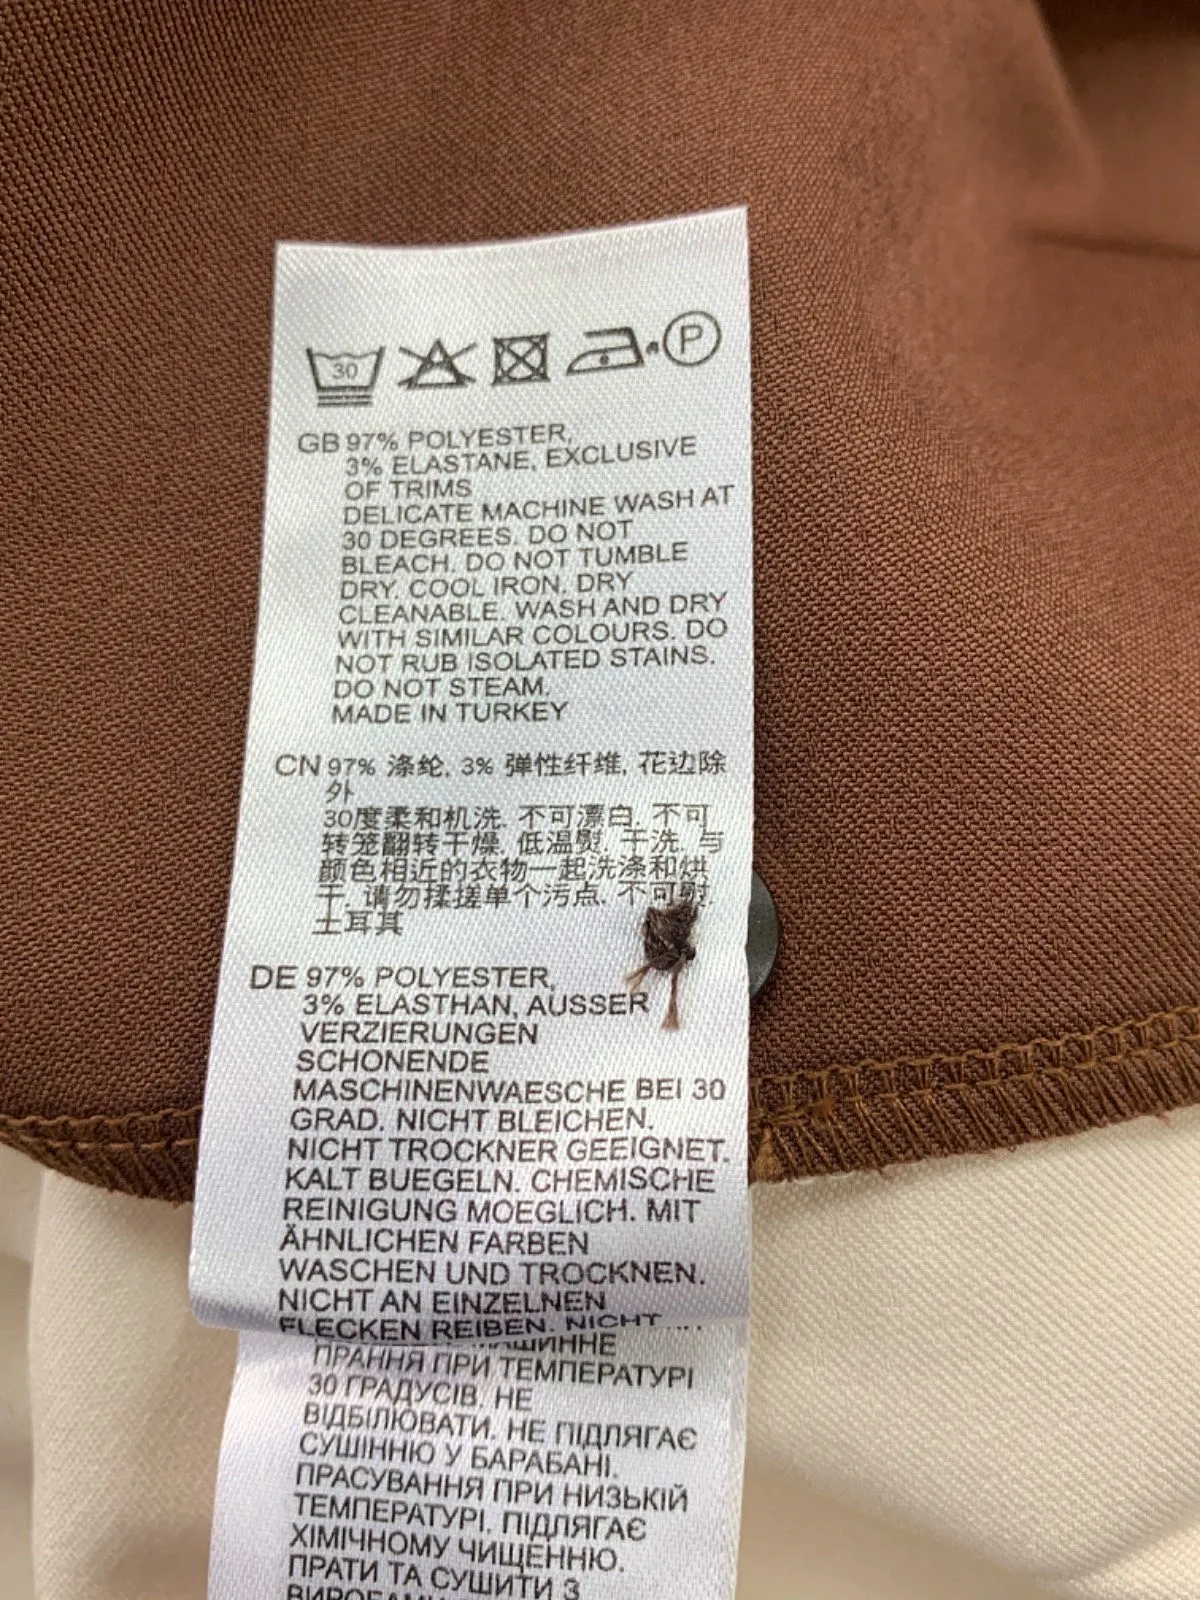 30
P
GB 97% POLYESTER,
3% ELASTANE, EXCLUSIVE
OF TRIMS
DELICATE MACHINE WASH AT
30 DEGREES. DO NOT
BLEACH. DO NOT TUMBLE
DRY. COOL IRON. DRY
CLEANABLE. WASH AND DRY
WITH SIMILAR COLOURS. DO
NOT RUB ISOLATED STAINS.
DO NOT STEAM.
MADE IN TURKEY
CN 97% 涤纶, 3% 弹性纤维, 花边除
外
30度柔和机洗. 不可漂白. 不可
转笼翻转干燥. 低温熨. 干洗. 与
颜色相近的衣物一起洗涤和烘
干. 请勿揉搓单个污点. 不可熨.
土耳其
DE 97% POLYESTER,
3% ELASTHAN, AUSSER
VERZIERUNGEN
SCHONENDE
MASCHINENWAESCHE BEI 30
GRAD. NICHT BLEICHEN.
NICHT TROCKNER GEEIGNET.
KALT BUEGELN. CHEMISCHE
REINIGUNG MOEGLICH. MIT
ÄHNLICHEN FARBEN
WASCHEN UND TROCKNEN.
NICHT AN EINZELNEN
FLECKEN REIBEN. NICHT
ПРАННЯ ПРИ ТЕМПЕРАТУРІ
30 ГРАДУСІВ. НЕ
ВІДБІЛЮВАТИ. НЕ ПІДЛЯГАЄ
СУШІННЮ У БАРАБАНІ.
ПРАСУВАННЯ ПРИ НИЗЬКІЙ
ТЕМПЕРАТУРІ. ПІДЛЯГАЄ
ХІМІЧНОМУ ЧИЩЕННЮ.
ПРАТИ ТА СУШИТИ З